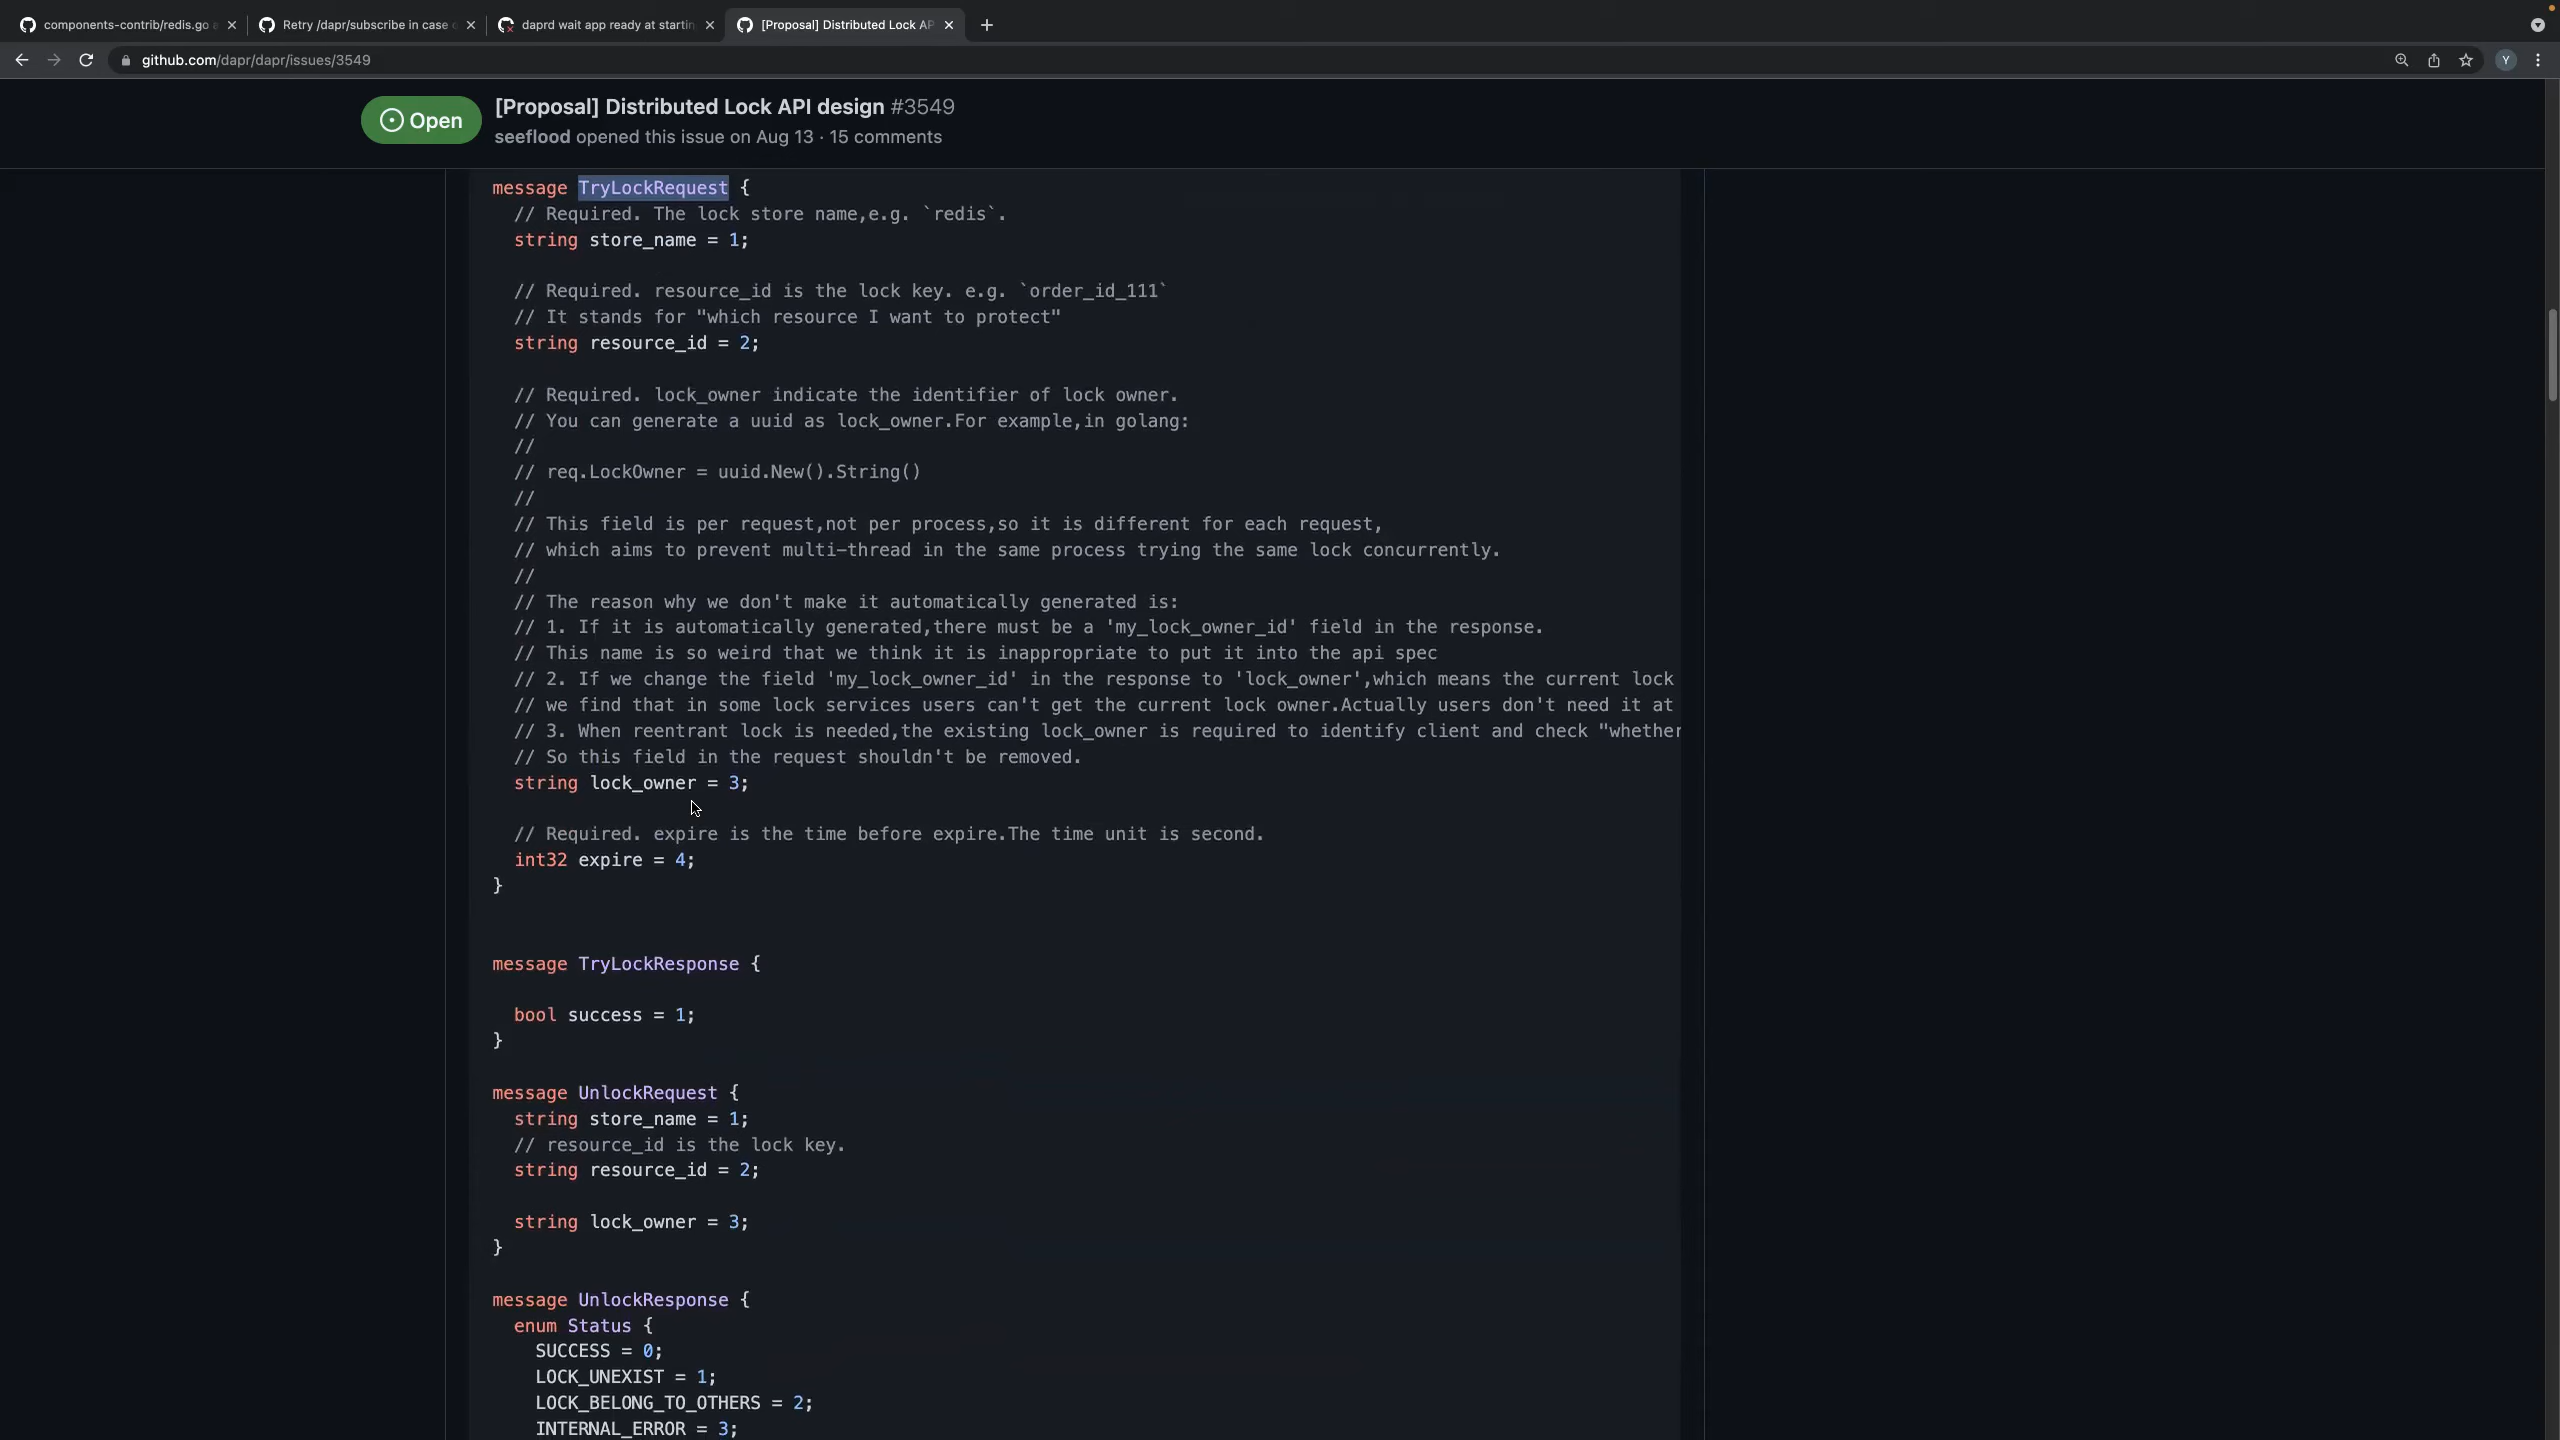 components-contrib/redis.go a
Retry /dapr/subscribe in case o
daprd wait app ready at startin
[Proposal] Distributed Lock AP
github.com/dapr/dapr/issues/3549
Y
Open
[Proposal] Distributed Lock API design #3549
seeflood opened this issue on Aug 13 · 15 comments
message TryLockRequest {
// Required. The lock store name,e.g. `redis`.
string store_name = 1;
// Required. resource_id is the lock key. e.g. `order_id_111`
// It stands for "which resource I want to protect"
string resource_id = 2;
// Required. lock_owner indicate the identifier of lock owner.
// You can generate a uuid as lock_owner.For example,in golang:
//
// req.LockOwner = uuid.New().String()
//
// This field is per request,not per process,so it is different for each request,
// which aims to prevent multi-thread in the same process trying the same lock concurrently.
//
// The reason why we don't make it automatically generated is:
// 1. If it is automatically generated,there must be a 'my_lock_owner_id' field in the response.
// This name is so weird that we think it is inappropriate to put it into the api spec
// 2. If we change the field 'my_lock_owner_id' in the response to 'lock_owner',which means the current lock
// we find that in some lock services users can't get the current lock owner.Actually users don't need it at
// 3. When reentrant lock is needed,the existing lock_owner is required to identify client and check "whether
// So this field in the request shouldn't be removed.
string lock_owner = 3;
// Required. expire is the time before expire.The time unit is second.
int32 expire = 4;
}
message TryLockResponse {
bool success = 1;
}
message UnlockRequest {
string store_name = 1;
// resource_id is the lock key.
string resource_id = 2;
string lock_owner = 3;
}
message UnlockResponse {
enum Status {
SUCCESS = 0;
LOCK_UNEXIST = 1;
LOCK_BELONG_TO_OTHERS = 2;
INTERNAL_ERROR = 3;